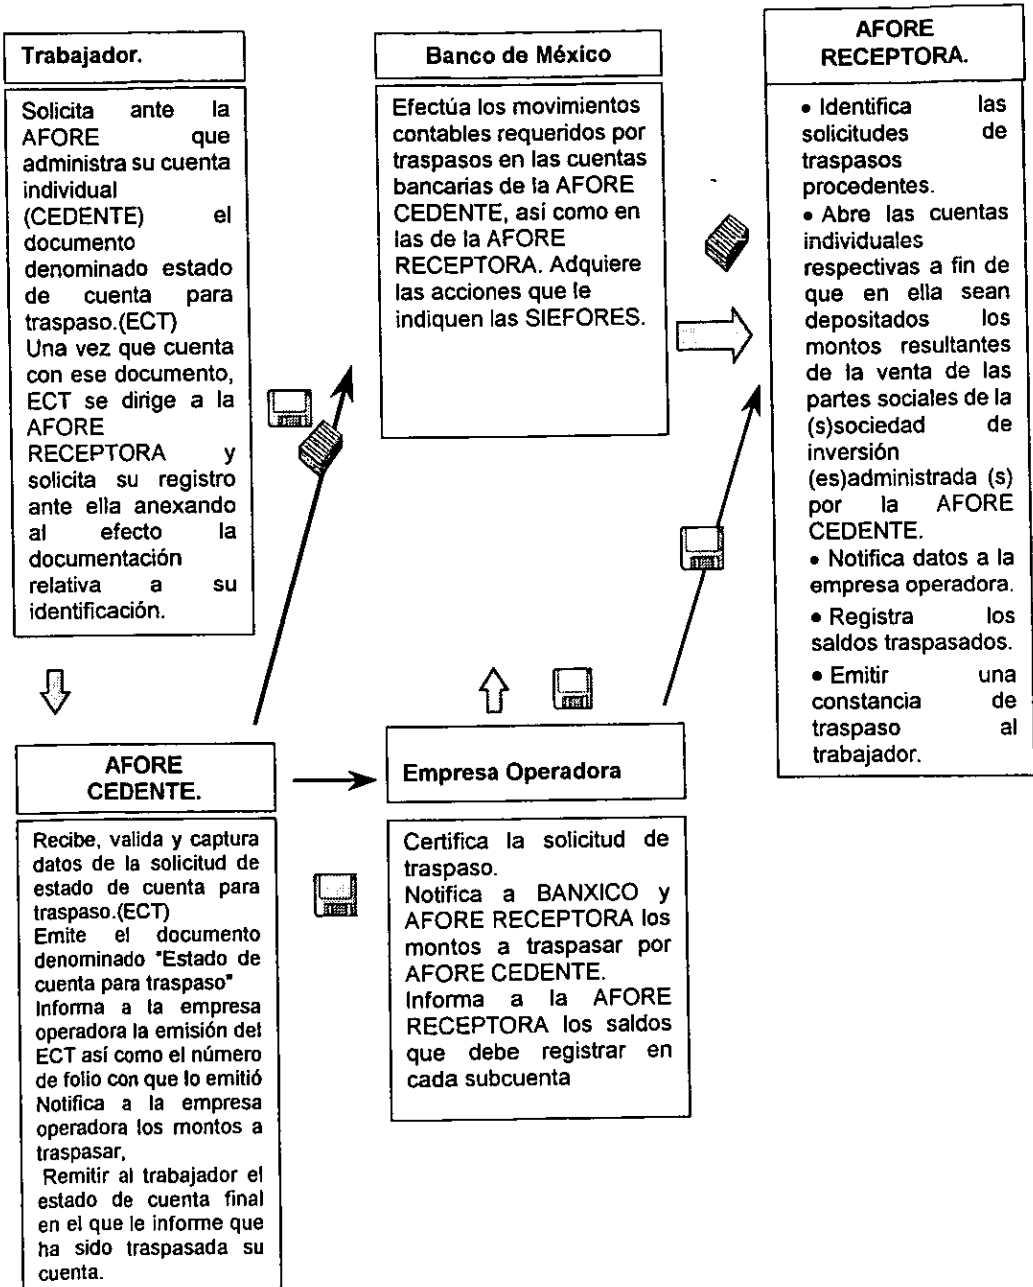 Trabajador.
Solicita ante la
AFORE que
administra su cuenta
individual
(CEDENTE) el
documento
denominado estado
de cuenta para
traspaso.(ECT)
Una vez que cuenta
con ese documento,
ECT se dirige a la
AFORE
RECEPTORA y
solicita su registro
ante ella anexando
al efecto la
documentación
relativa a su
identificación.
Banco de México
Efectúa los movimientos
contables requeridos por
traspasos en las cuentas
bancarias de la AFORE
CEDENTE, así como en
las de la AFORE
RECEPTORA. Adquiere
las acciones que le
indiquen las SIEFORES.
AFORE
RECEPTORA.
• Identifica las
solicitudes de
traspasos
procedentes.
• Abre las cuentas
individuales
respectivas a fin de
que en ella sean
depositados los
montos resultantes
de la venta de las
partes sociales de la
(s)sociedad de
inversión
(es)administrada (s)
por la AFORE
CEDENTE.
• Notifica datos a la
empresa operadora.
• Registra los
saldos traspasados.
• Emitir una
constancia de
traspaso al
trabajador.
AFORE
CEDENTE.
Recibe, valida y captura
datos de la solicitud de
estado de cuenta para
traspaso.(ECT)
Emite el documento
denominado "Estado de
cuenta para traspaso"
Informa a la empresa
operadora la emisión del
ECT así como el número
de folio con que lo emitió
Notifica a la empresa
operadora los montos a
traspasar,
Remitir al trabajador el
estado de cuenta final
en el que le informe que
ha sido traspasada su
cuenta.
Empresa Operadora
Certifica la solicitud de
traspaso.
Notifica a BANXICO y
AFORE RECEPTORA los
montos a traspasar por
AFORE CEDENTE.
Informa a la AFORE
RECEPTORA los saldos
que debe registrar en
cada subcuenta